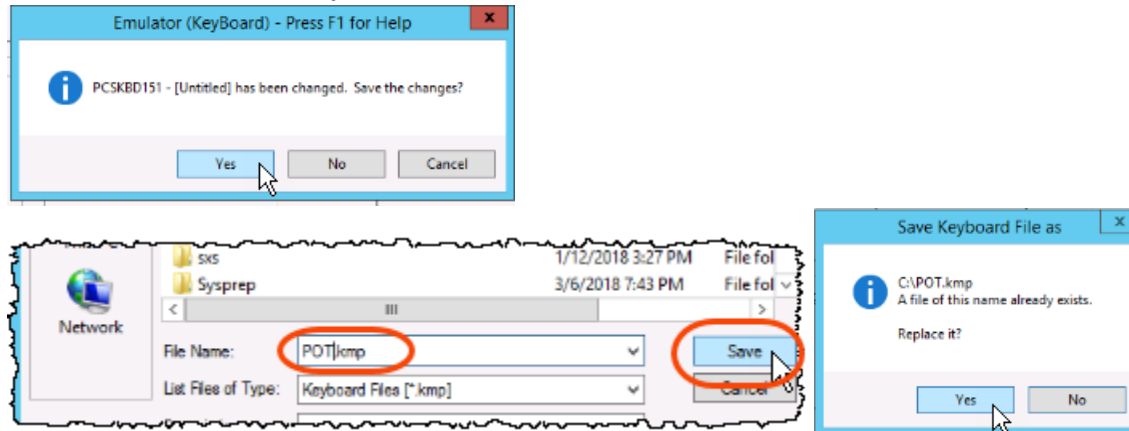 Emulator (KeyBoard) - Press F1 for Help
x
PCSKBD151 - [Untitled] has been changed. Save the changes?
Yes No Cancel
sxs 1/12/2018 3:27 PM File fol
Sysprep 3/6/2018 7:43 PM File fol
Network
File Name: POT.kmp Save
List Files of Type: Keyboard Files [*.kmp] Cancel
Save Keyboard File as x
C:\POT.kmp
A file of this name already exists.
Replace it?
Yes No